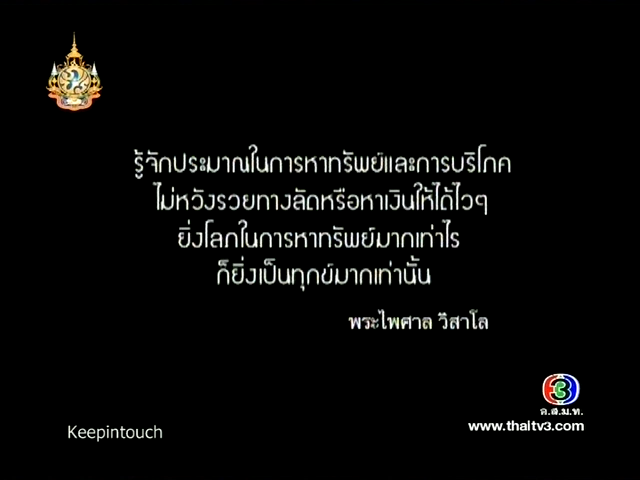 รู้จักประมาณในการหาทรัพย์และการบริโภค
ไม่หวังรวยทางลัดหรือหาเงินให้ได้ไวๆ
ยิ่งโลภในการหาทรัพย์มากเท่าไร
ก็ยิ่งเป็นทุกข์มากเท่านั้น
พระไพศาล วิสาโล
3
อ.ส.ม.ท.
www.thaitv3.com
Keepintouch